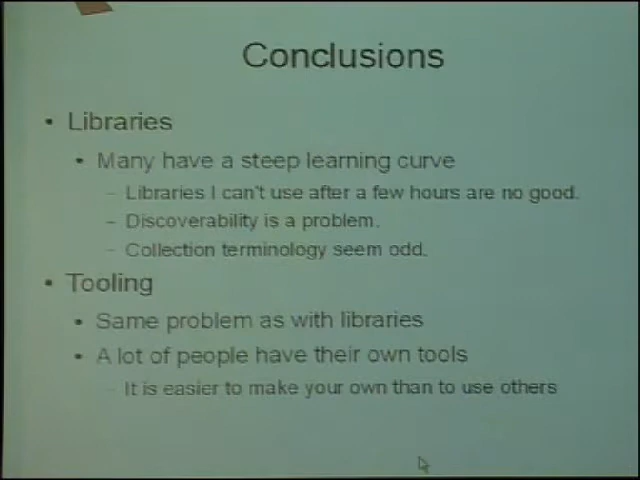 Conclusions
• Libraries
• Many have a steep learning curve
– Libraries I can't use after a few hours are no good.
– Discoverability is a problem.
– Collection terminology seem odd.
• Tooling
• Same problem as with libraries
• A lot of people have their own tools
– It is easier to make your own than to use others